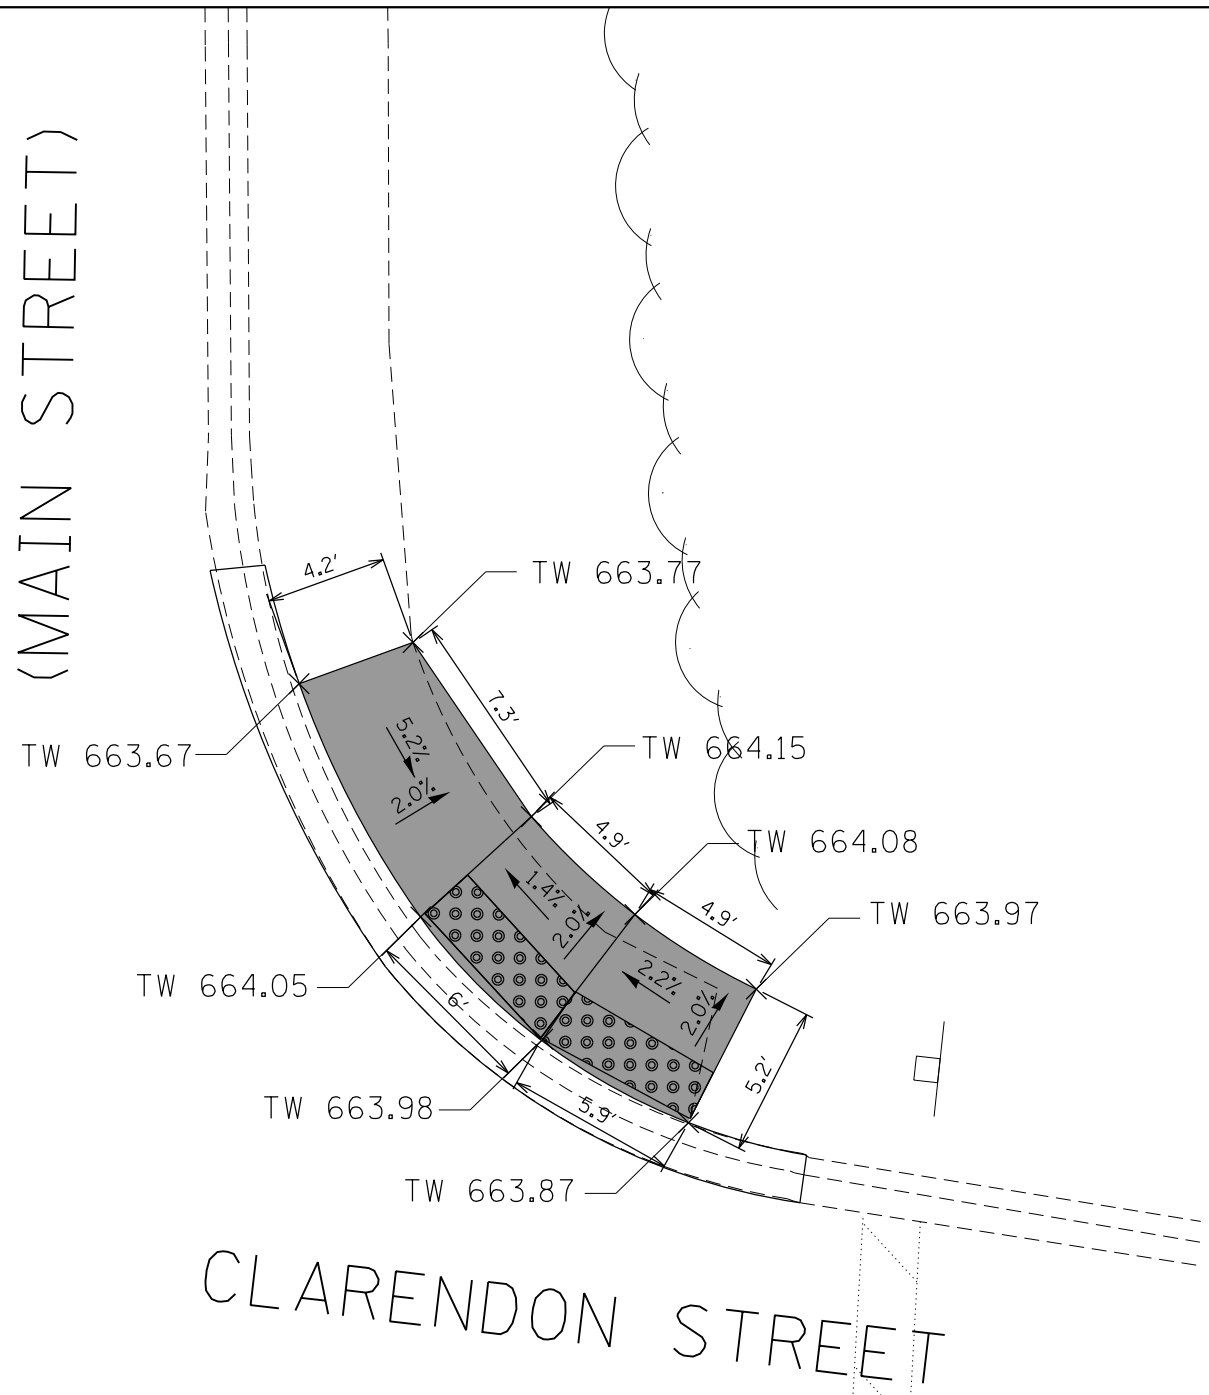 (MAIN STREET)
4.2'
TW 663.77
7.3'
TW 663.67
5.2%
2.0%
TW 664.15
4.9'
TW 664.08
1.4%
2.0%
4.9'
TW 663.97
2.2%
2.0%
TW 664.05
6'
5.2'
TW 663.98
5.9'
TW 663.87
CLARENDON STREET